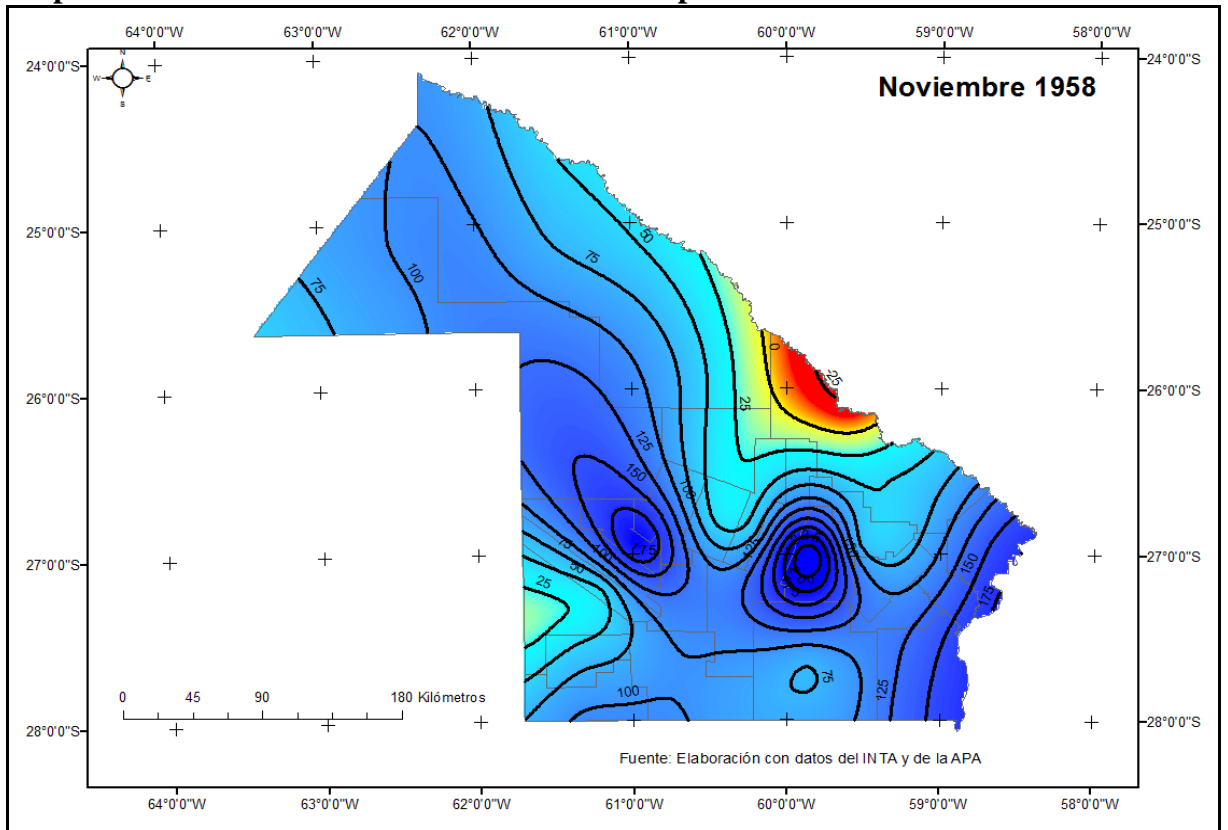 64°0'0"W 63°0'0"W 62°0'0"W 61°0'0"W 60°0'0"W 59°0'0"W 58°0'0"W
N
W E
S
Noviembre 1958
24°0'0"S 24°0'0"S
25°0'0"S 25°0'0"S
26°0'0"S 26°0'0"S
27°0'0"S 27°0'0"S
28°0'0"S 28°0'0"S
50
75
100
75
0
-25
25
125
150
100
175
125
150
75
100
50
25
175
75
125
100
0 45 90 180 Kilómetros
Fuente: Elaboración con datos del INTA y de la APA
64°0'0"W 63°0'0"W 62°0'0"W 61°0'0"W 60°0'0"W 59°0'0"W 58°0'0"W